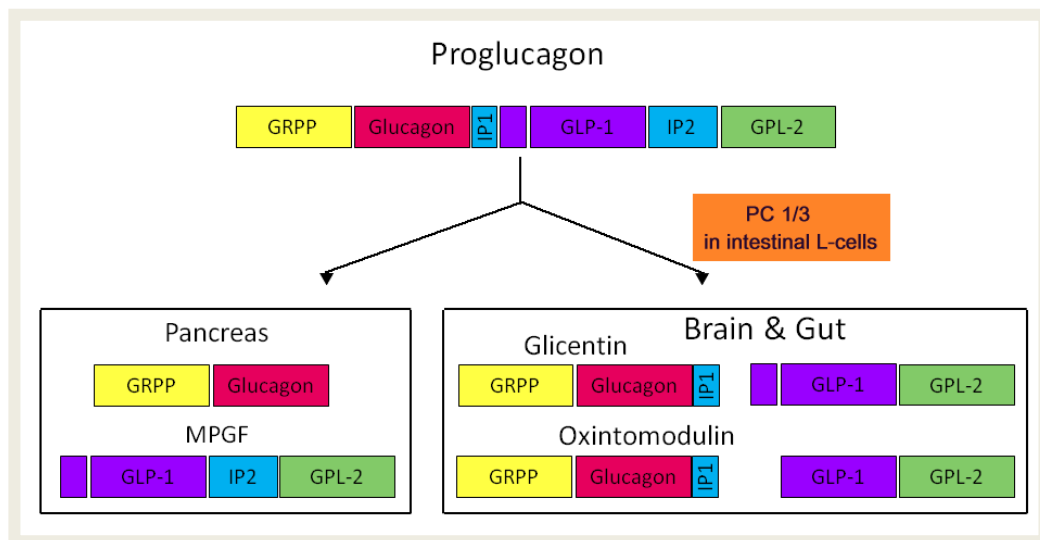 Proglucagon
GRPP Glucagon IP1 GLP-1 IP2 GPL-2
PC 1/3
in intestinal L-cells
Pancreas
GRPP Glucagon
MPGF
GLP-1 IP2 GPL-2
Brain & Gut
Glicentin
GRPP Glucagon IP1 GLP-1 GPL-2
Oxintomodulin
GRPP Glucagon IP1 GLP-1 GPL-2